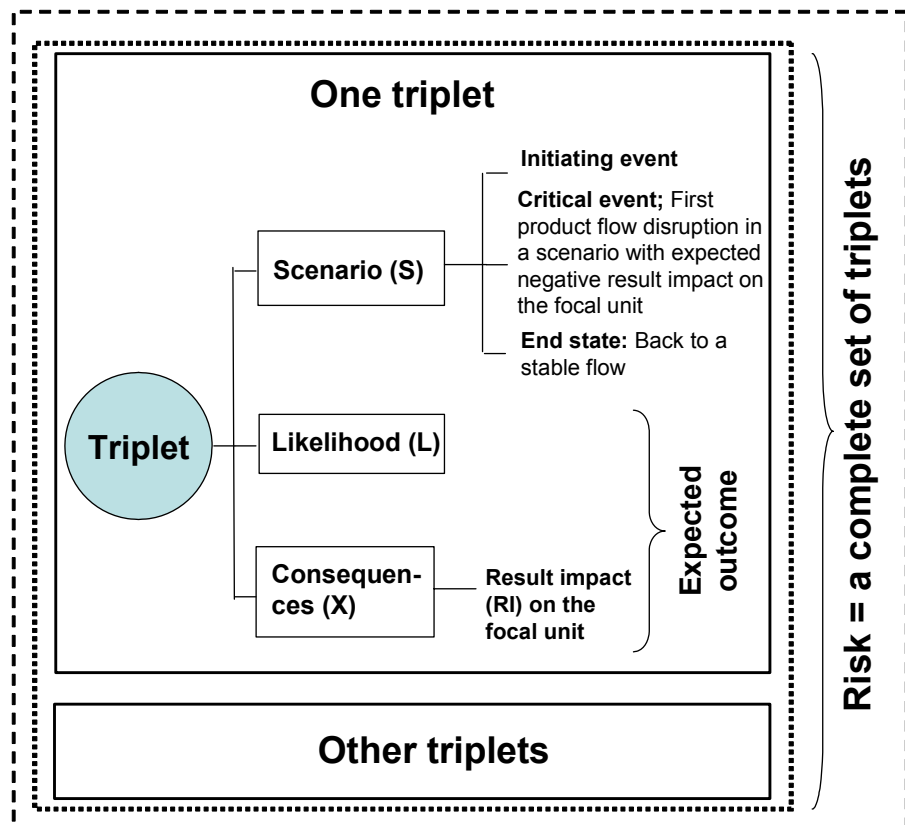 One triplet
Initiating event
Critical event; First
product flow disruption in
a scenario with expected
negative result impact on
the focal unit
End state: Back to a
stable flow
Scenario (S)
Triplet
Likelihood (L)
Consequen-
ces (X)
Result impact
(RI) on the
focal unit
Expected
outcome
Other triplets
Risk = a complete set of triplets